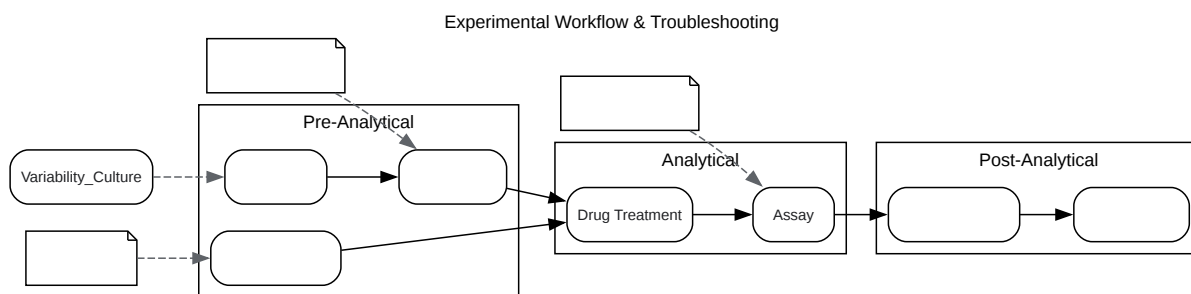 Experimental Workflow & Troubleshooting
Pre-Analytical
Analytical
Post-Analytical
Variability_Culture
Drug Treatment
Assay